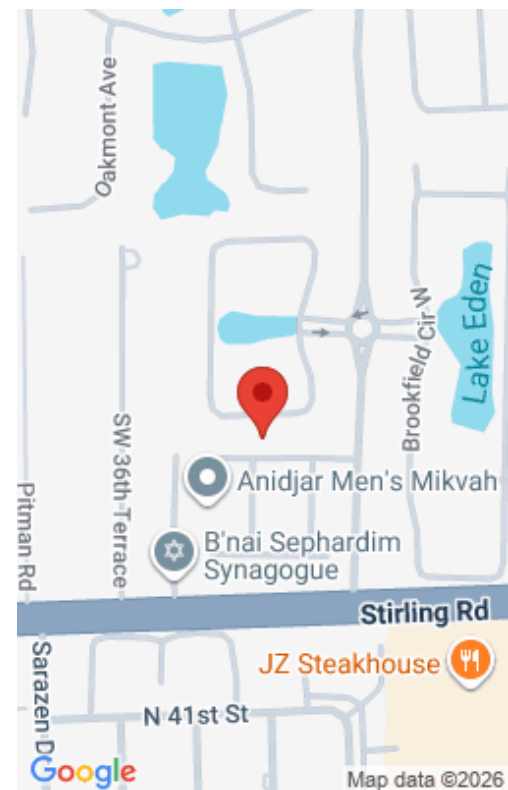 Oakmont Ave
Lake Eden
Brookfield Cir W
SW 36th Terrace
Pitman Rd
Anidjar Men's Mikvah
B'nai Sephardim
Synagogue
Stirling Rd
JZ Steakhouse
Sarazen D
N 41st St
Google
Map data ©2026